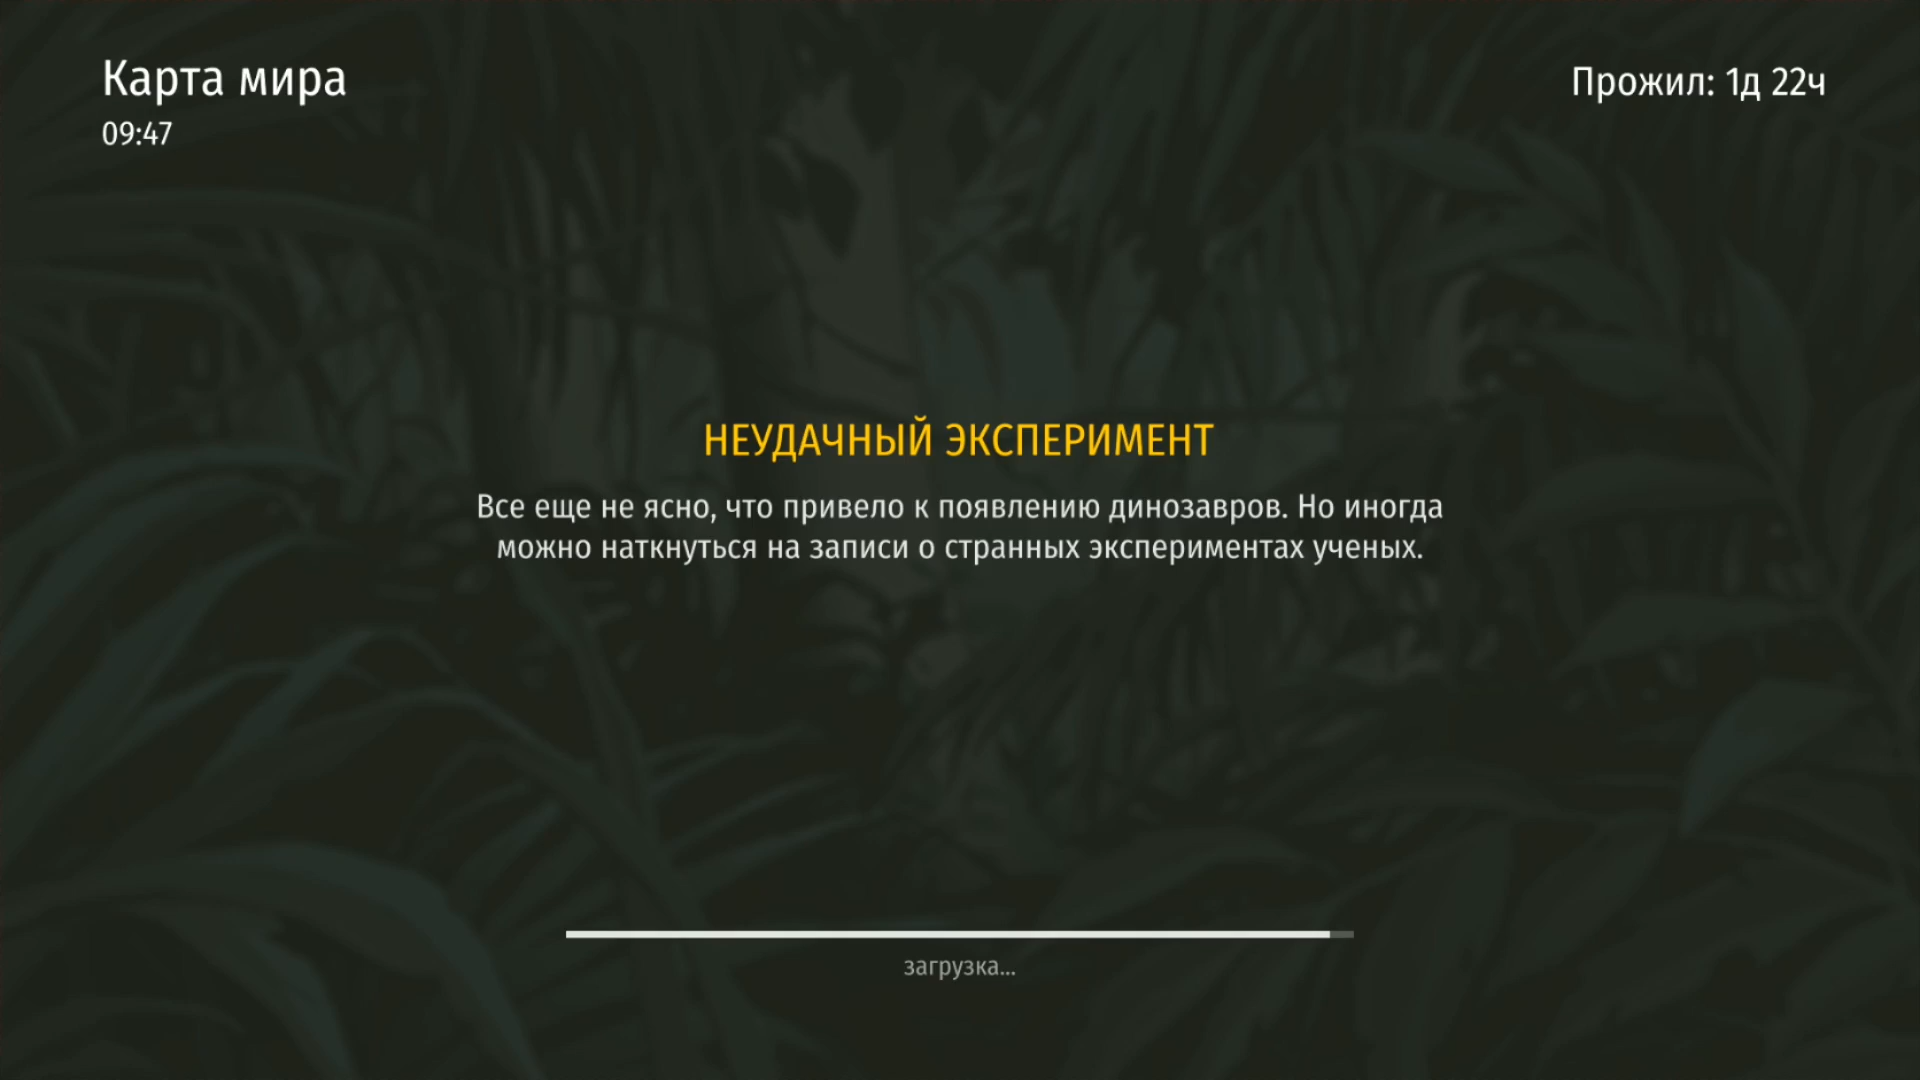 Карта мира
09:47
Прожил: 1д 22ч
НЕУДАЧНЫЙ ЭКСПЕРИМЕНТ
Все еще не ясно, что привело к появлению динозавров. Но иногда
можно наткнуться на записи о странных экспериментах ученых.
загрузка...